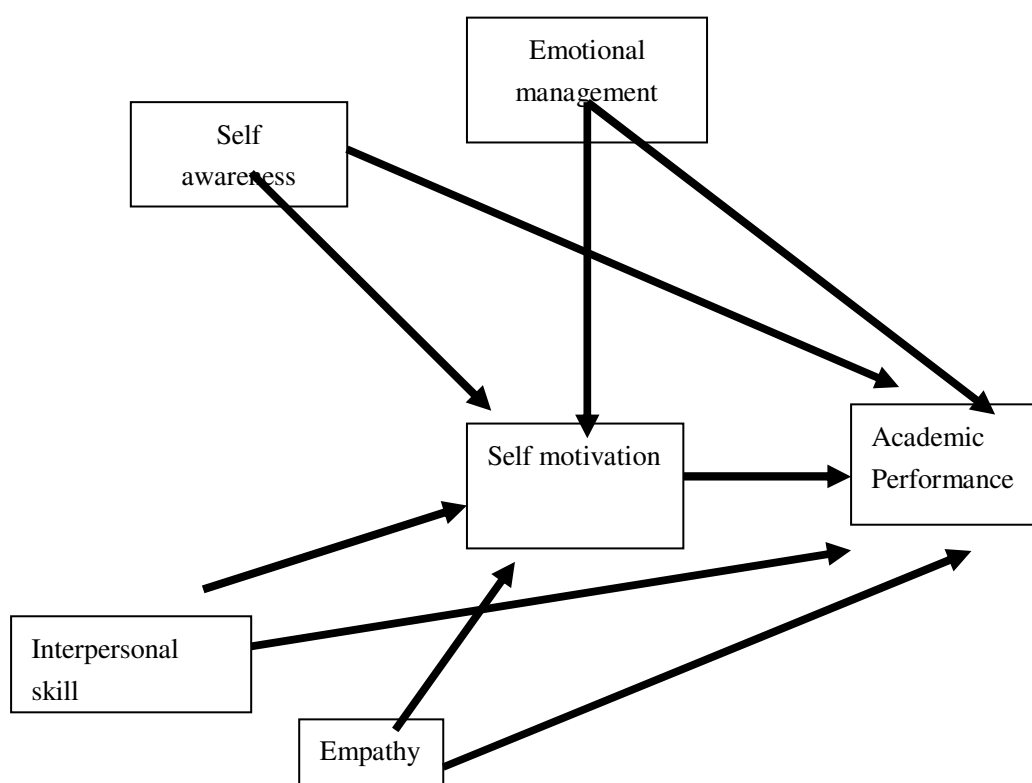 Emotional
management
Self
awareness
Self motivation
Academic
Performance
Interpersonal
skill
Empathy